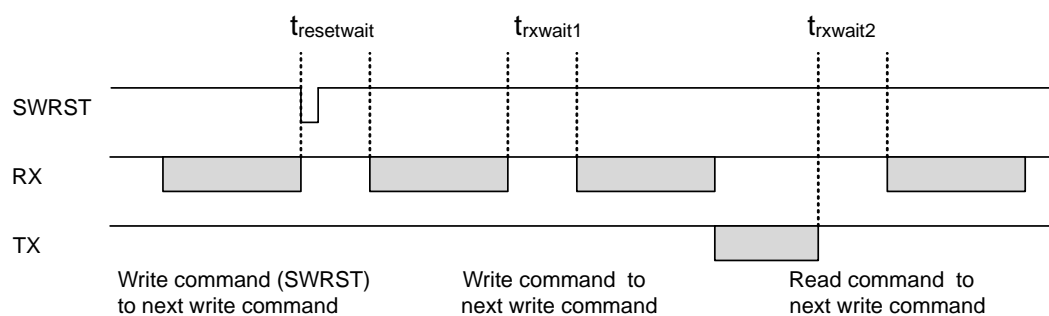 tresetwait trxwait1 trxwait2
SWRST
RX
TX
Write command (SWRST) Write command to Read command to
to next write command next write command next write command